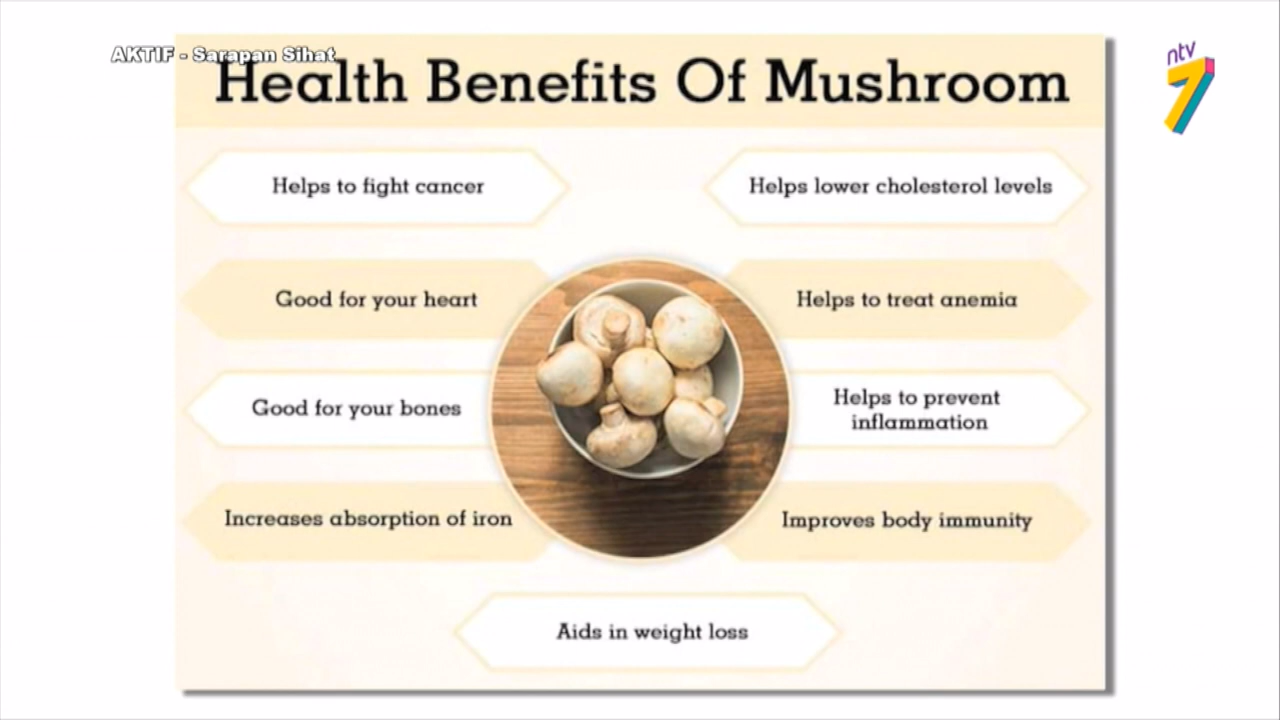 AKTIF - Sarapan Sihat
ntv
7
Health Benefits Of Mushroom
Helps to fight cancer
Helps lower cholesterol levels
Good for your heart
Helps to treat anemia
Good for your bones
Helps to prevent
inflammation
Increases absorption of iron
Improves body immunity
Aids in weight loss